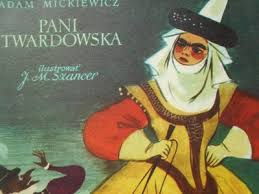 ADAM MICKIEWICZ
PANI
TWARDOWSKA
ilustrował
J. M. Szancer